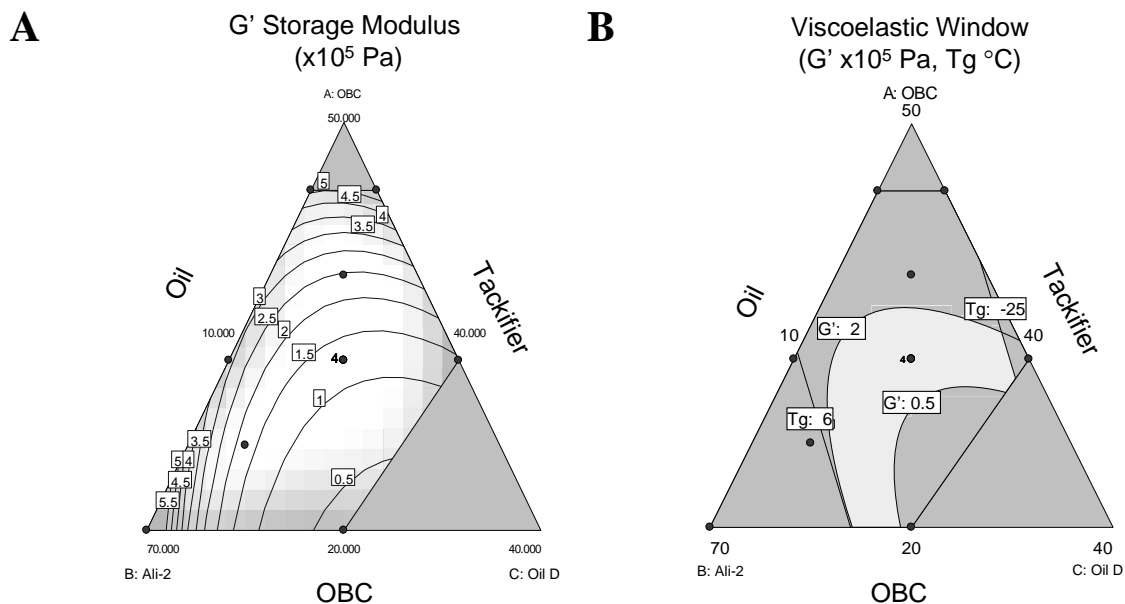 A
G' Storage Modulus
(x10⁵ Pa)
A: OBC
50.000
5
4.5
4
3.5
Oil
Tackifier
3
2.5
2
10.000
40.000
1.5
4
1
3.5
5 4
4.5
0.5
5.5
70.000
20.000
40.000
B: Ali-2
C: Oil D
OBC
B
Viscoelastic Window
(G' x10⁵ Pa, Tg °C)
A: OBC
50
Oil
Tackifier
Tg: -25
10
G': 2
40
4
G': 0.5
Tg: 6
70
20
40
B: Ali-2
C: Oil D
OBC